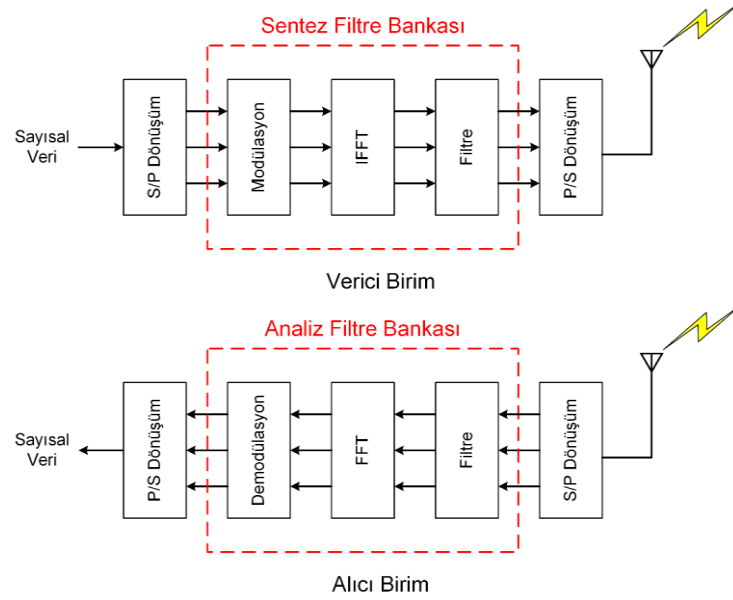 Sentez Filtre Bankası
Sayısal
Veri
S/P Dönüşüm
Modülasyon
IFFT
Filtre
P/S Dönüşüm
Verici Birim
Analiz Filtre Bankası
Sayısal
Veri
P/S Dönüşüm
Demodülasyon
FFT
Filtre
S/P Dönüşüm
Alıcı Birim